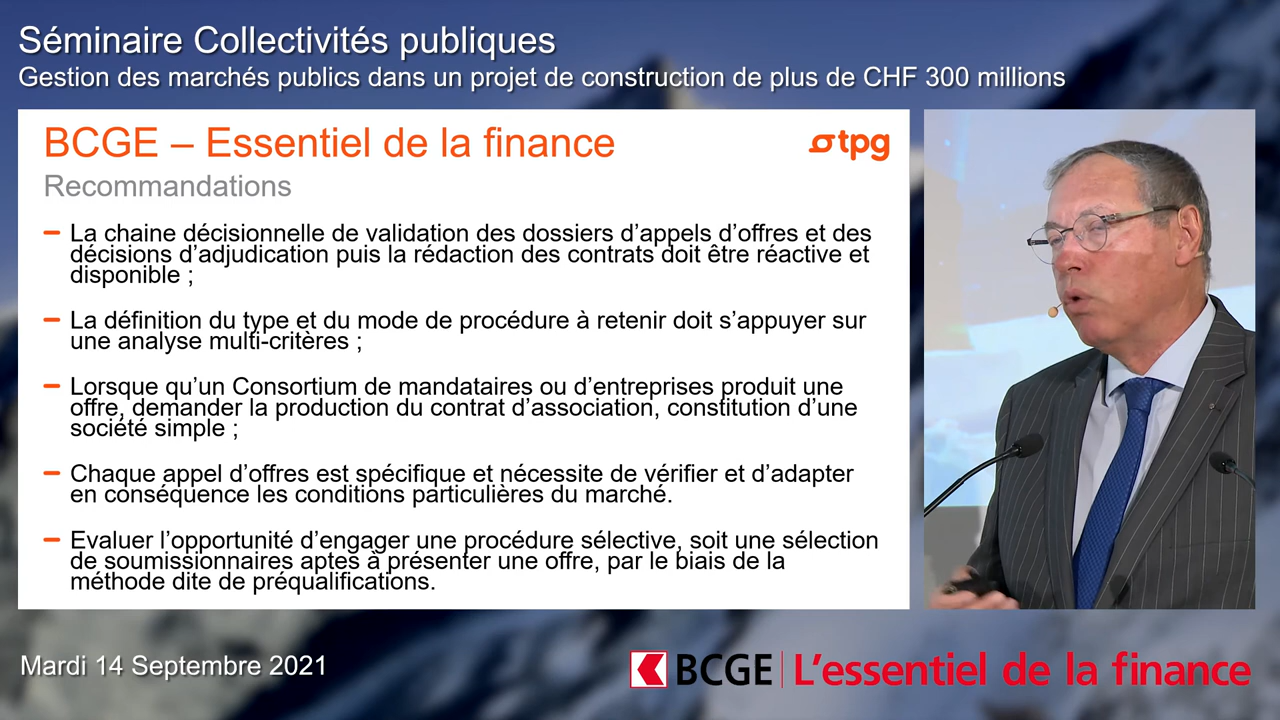 Séminaire Collectivités publiques
Gestion des marchés publics dans un projet de construction de plus de CHF 300 millions
BCGE – Essentiel de la finance
tpg
Recommandations
– La chaine décisionnelle de validation des dossiers d’appels d’offres et des
décisions d’adjudication puis la rédaction des contrats doit être réactive et
disponible ;
– La définition du type et du mode de procédure à retenir doit s’appuyer sur
une analyse multi-critères ;
– Lorsque qu’un Consortium de mandataires ou d’entreprises produit une
offre, demander la production du contrat d’association, constitution d’une
société simple ;
– Chaque appel d’offres est spécifique et nécessite de vérifier et d’adapter
en conséquence les conditions particulières du marché.
– Evaluer l’opportunité d’engager une procédure sélective, soit une sélection
de soumissionnaires aptes à présenter une offre, par le biais de la
méthode dite de préqualifications.
Mardi 14 Septembre 2021
BCGE | L’essentiel de la finance